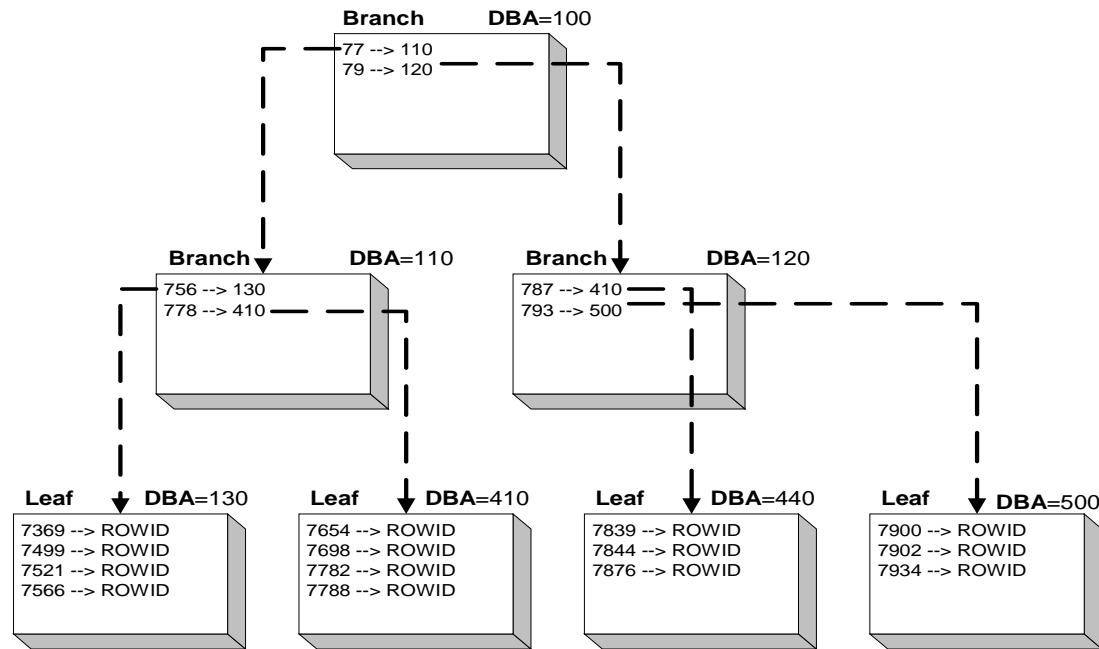 Branch DBA=100
77 --> 110
79 --> 120
Branch DBA=110
756 --> 130
778 --> 410
Branch DBA=120
787 --> 410
793 --> 500
Leaf DBA=130
7369 --> ROWID
7499 --> ROWID
7521 --> ROWID
7566 --> ROWID
Leaf DBA=410
7654 --> ROWID
7698 --> ROWID
7782 --> ROWID
7788 --> ROWID
Leaf DBA=440
7839 --> ROWID
7844 --> ROWID
7876 --> ROWID
Leaf DBA=500
7900 --> ROWID
7902 --> ROWID
7934 --> ROWID